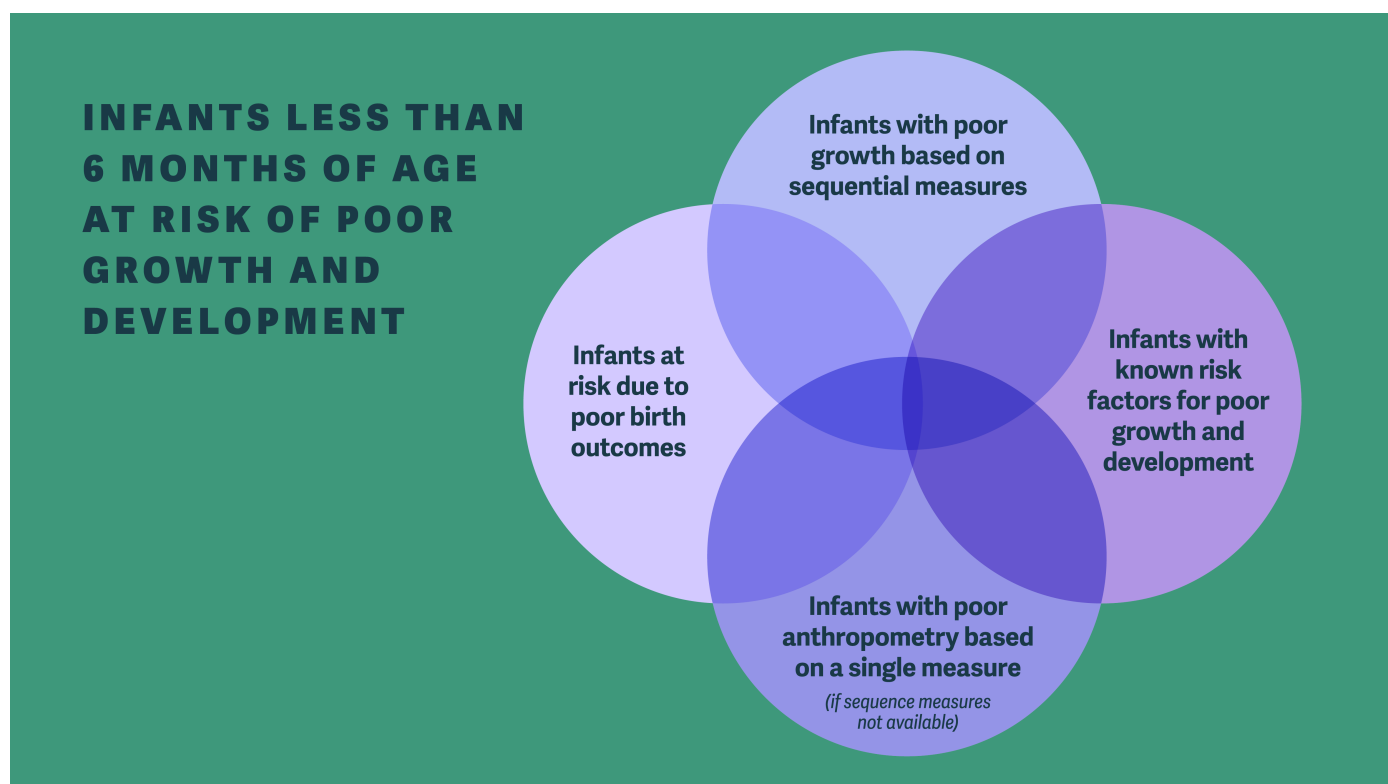 INFANTS LESS THAN
6 MONTHS OF AGE
AT RISK OF POOR
GROWTH AND
DEVELOPMENT
Infants with poor
growth based on
sequential measures
Infants at
risk due to
poor birth
outcomes
Infants with
known risk
factors for poor
growth and
development
Infants with poor
anthropometry based
on a single measure
(if sequence measures
not available)